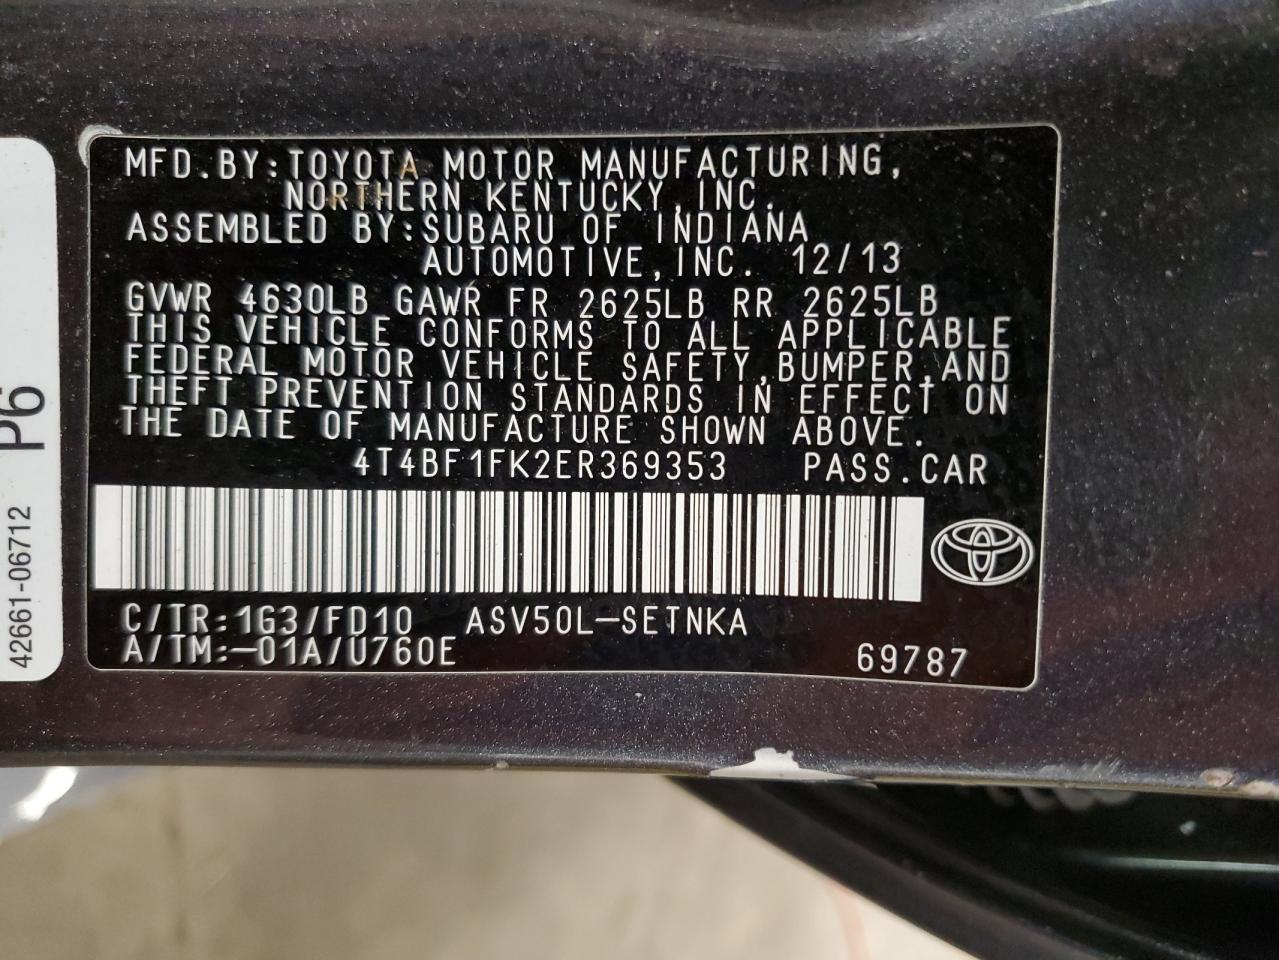 MFD.BY:TOYOTA MOTOR MANUFACTURING,
NORTHERN KENTUCKY,INC.
ASSEMBLED BY:SUBARU OF INDIANA
AUTOMOTIVE,INC. 12/13
GVWR 4630LB GAWR FR 2625LB RR 2625LB
THIS VEHICLE CONFORMS TO ALL APPLICABLE
FEDERAL MOTOR VEHICLE SAFETY,BUMPER,AND
THEFT PREVENTION STANDARDS IN EFFECT ON
THE DATE OF MANUFACTURE SHOWN ABOVE.
4T4BF1FK2ER369353 PASS.CAR
C/TR:1G3/FD10 ASV50L-SETNKA
A/TM:-01A/U760E 69787
42661-06712 P6